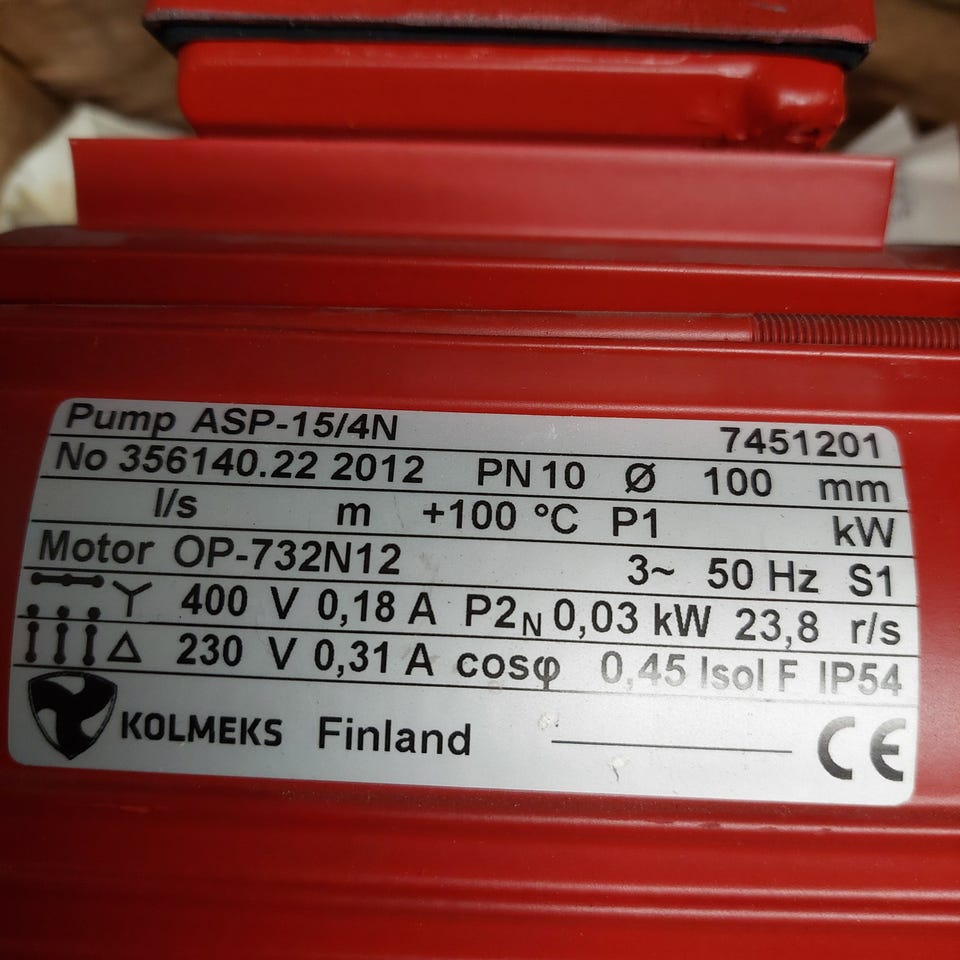 Pump ASP-15/4N 7451201
No 356140.22 2012 PN 10 Ø 100 mm
l/s m +100 °C P1 kW
Motor OP-732N12 3~ 50 Hz S1
Y 400 V 0,18 A P2N 0,03 kW 23,8 r/s
Δ 230 V 0,31 A cosφ 0,45 Isol F IP54
KOLMEKS Finland CE